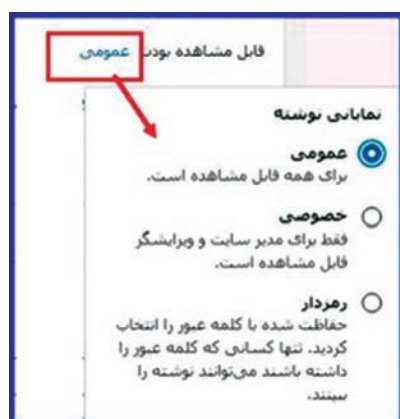 قابل مشاهده بودن عمومی
نمایانی نوشته
عمومی
برای همه قابل مشاهده است.
خصوصی
فقط برای مدیر سایت و ویرایشگر
قابل مشاهده است.
رمزدار
حفاظت شده با کلمه عبور را انتخاب
کردید. تنها کسانی که کلمه عبور را
داشته باشند می‌توانند نوشته را
ببینند.